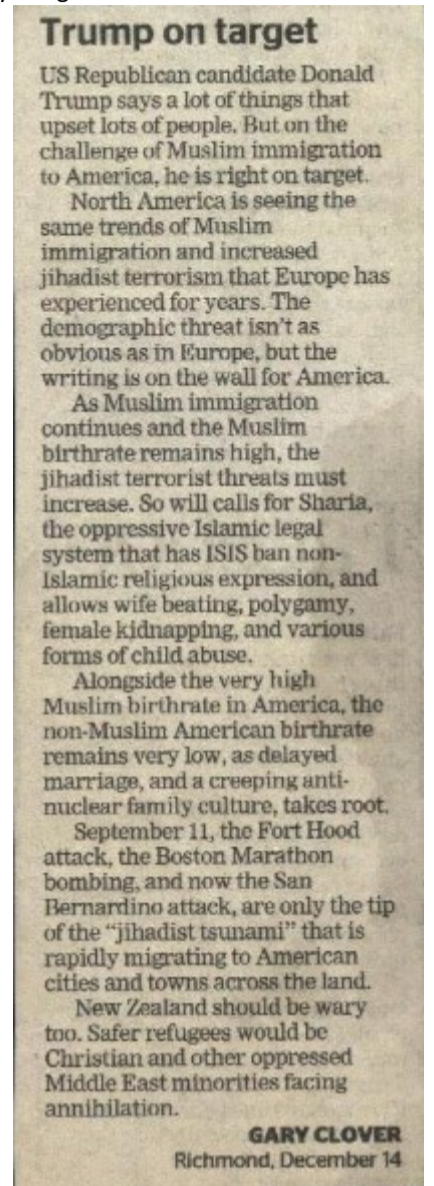 Trump on target
US Republican candidate Donald
Trump says a lot of things that
upset lots of people. But on the
challenge of Muslim immigration
to America, he is right on target.
North America is seeing the
same trends of Muslim
immigration and increased
jihadist terrorism that Europe has
experienced for years. The
demographic threat isn't as
obvious as in Europe, but the
writing is on the wall for America.
As Muslim immigration
continues and the Muslim
birthrate remains high, the
jihadist terrorist threats must
increase. So will calls for Sharia,
the oppressive Islamic legal
system that has ISIS ban non-
Islamic religious expression, and
allows wife beating, polygamy,
female kidnapping, and various
forms of child abuse.
Alongside the very high
Muslim birthrate in America, the
non-Muslim American birthrate
remains very low, as delayed
marriage, and a creeping anti-
nuclear family culture, takes root.
September 11, the Fort Hood
attack, the Boston Marathon
bombing, and now the San
Bernardino attack, are only the tip
of the "jihadist tsunami" that is
rapidly migrating to American
cities and towns across the land.
New Zealand should be wary
too. Safer refugees would be
Christian and other oppressed
Middle East minorities facing
annihilation.
GARY CLOVER
Richmond, December 14